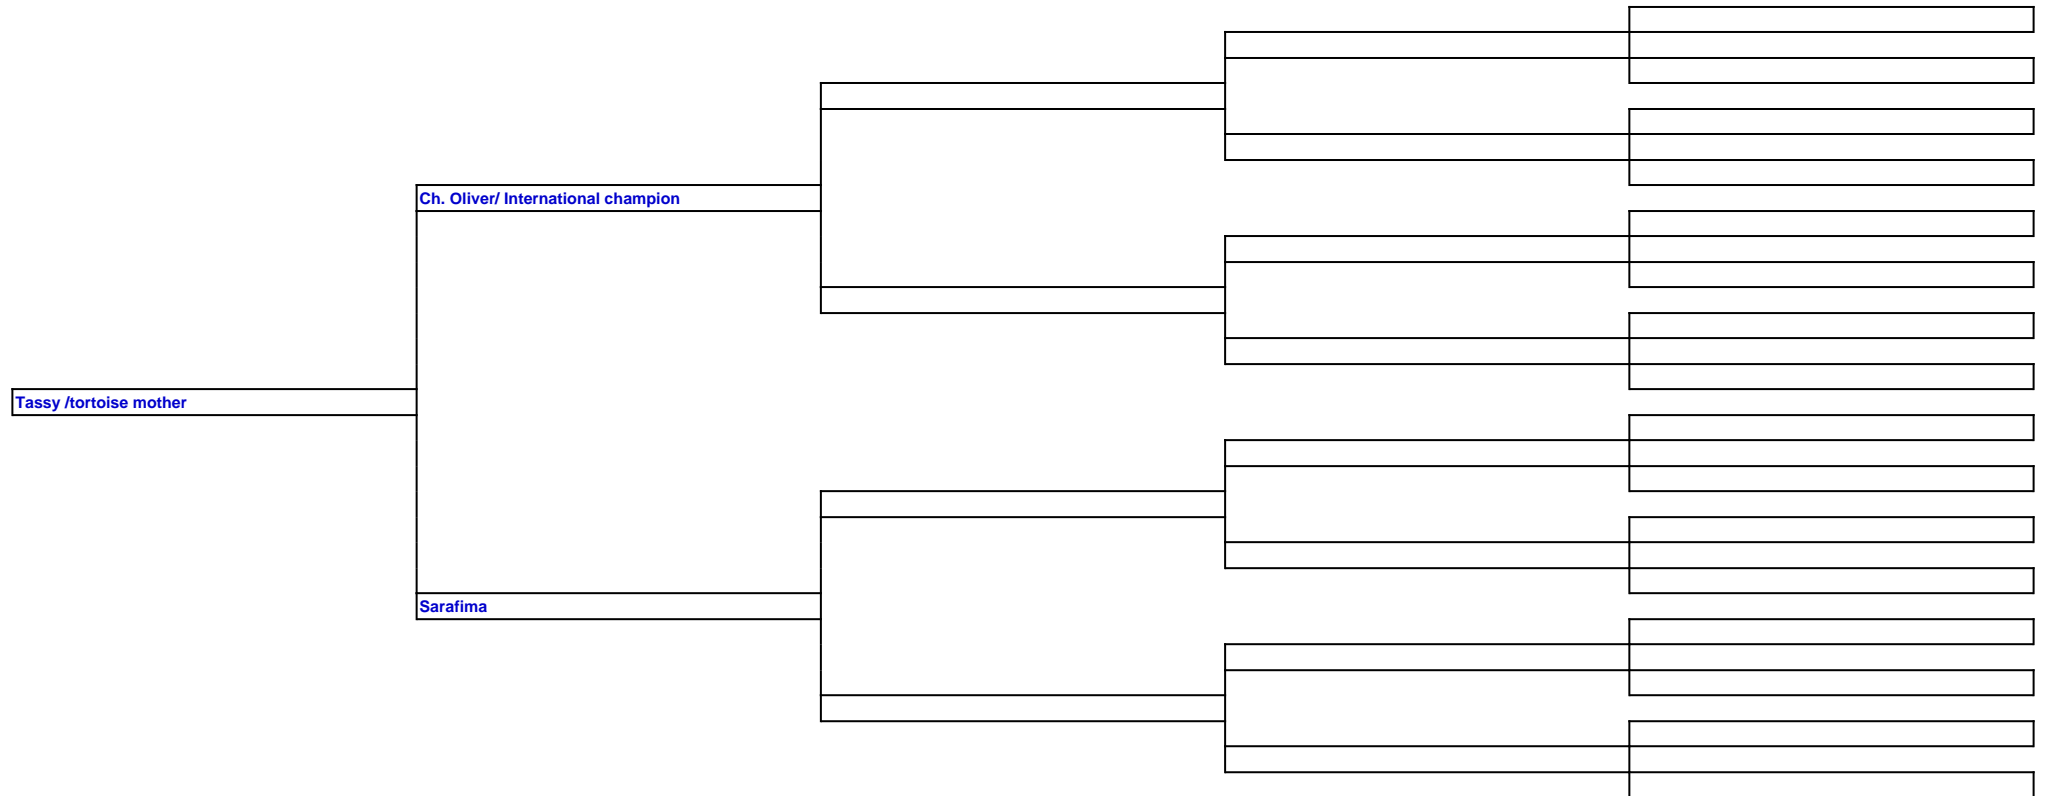 Ch. Oliver/ International champion
Tassy /tortoise mother
Sarafima